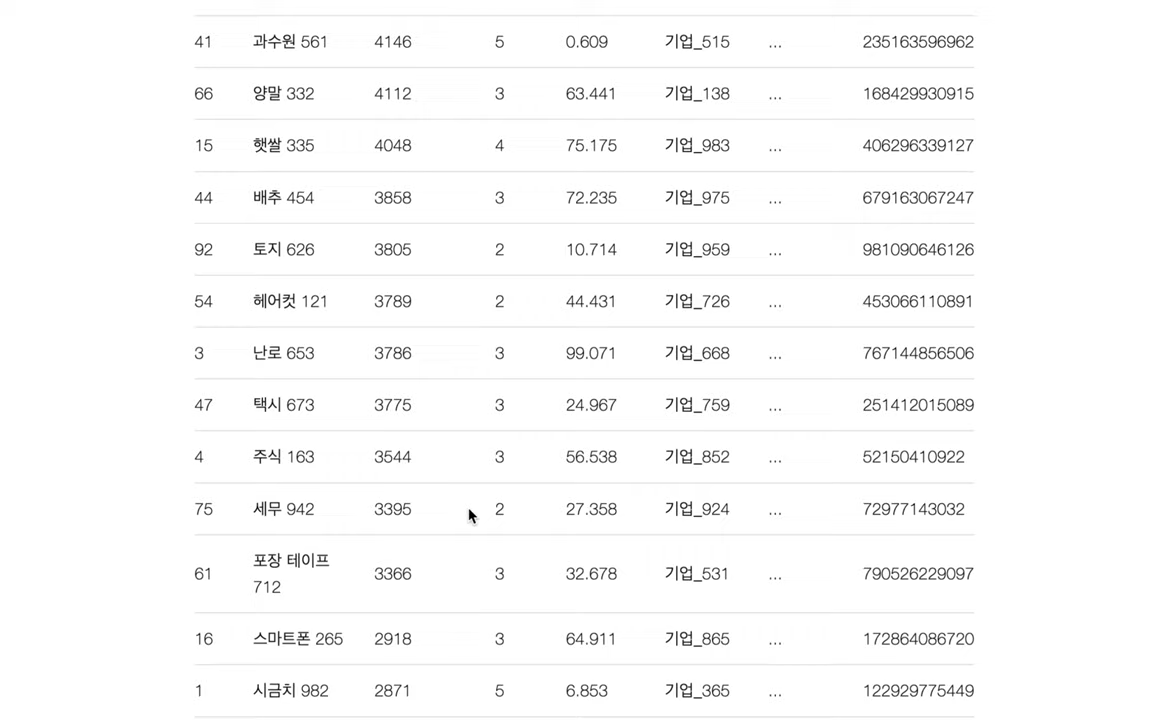 41 과수원 561 4146 5 0.609 기업_515 ... 235163596962
66 양말 332 4112 3 63.441 기업_138 ... 168429930915
15 햇쌀 335 4048 4 75.175 기업_983 ... 406296339127
44 배추 454 3858 3 72.235 기업_975 ... 679163067247
92 토지 626 3805 2 10.714 기업_959 ... 981090646126
54 헤어컷 121 3789 2 44.431 기업_726 ... 453066110891
3 난로 653 3786 3 99.071 기업_668 ... 767144856506
47 택시 673 3775 3 24.967 기업_759 ... 251412015089
4 주식 163 3544 3 56.538 기업_852 ... 52150410922
75 세무 942 3395 2 27.358 기업_924 ... 72977143032
61 포장 테이프 3366 3 32.678 기업_531 ... 790526229097
712
16 스마트폰 265 2918 3 64.911 기업_865 ... 172864086720
1 시금치 982 2871 5 6.853 기업_365 ... 122929775449